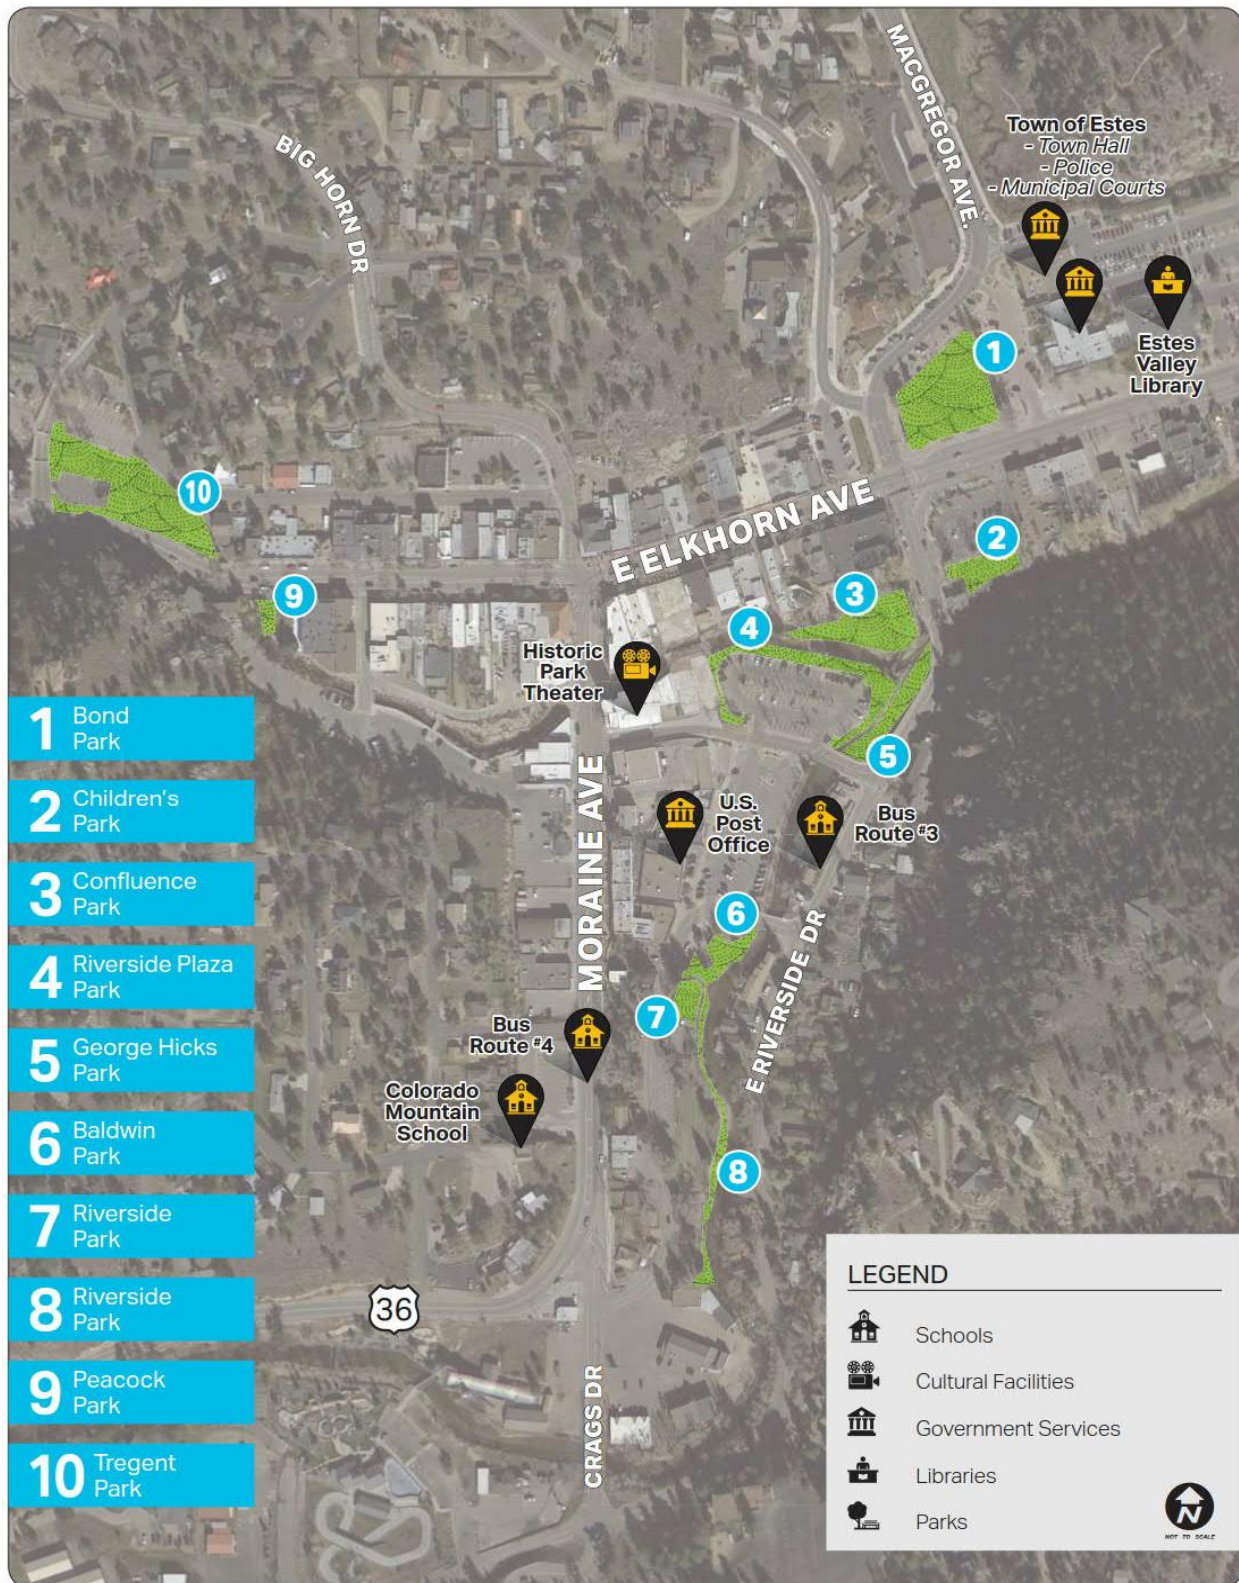 MACGREGOR AVE.
Town of Estes
- Town Hall
- Police
- Municipal Courts
BIG HORN DR
1
Estes
Valley
Library
10
E ELKHORN AVE
2
9
3
4
Historic
Park
Theater
5
MORAINE AVE
U.S.
Post
Office
Bus
Route #3
6
E RIVERSIDE DR
7
Bus
Route #4
Colorado
Mountain
School
8
36
CRAGS DR
1 Bond
Park
2 Children's
Park
3 Confluence
Park
4 Riverside Plaza
Park
5 George Hicks
Park
6 Baldwin
Park
7 Riverside
Park
8 Riverside
Park
9 Peacock
Park
10 Tregent
Park
LEGEND
Schools
Cultural Facilities
Government Services
Libraries
Parks
N
NOT TO SCALE